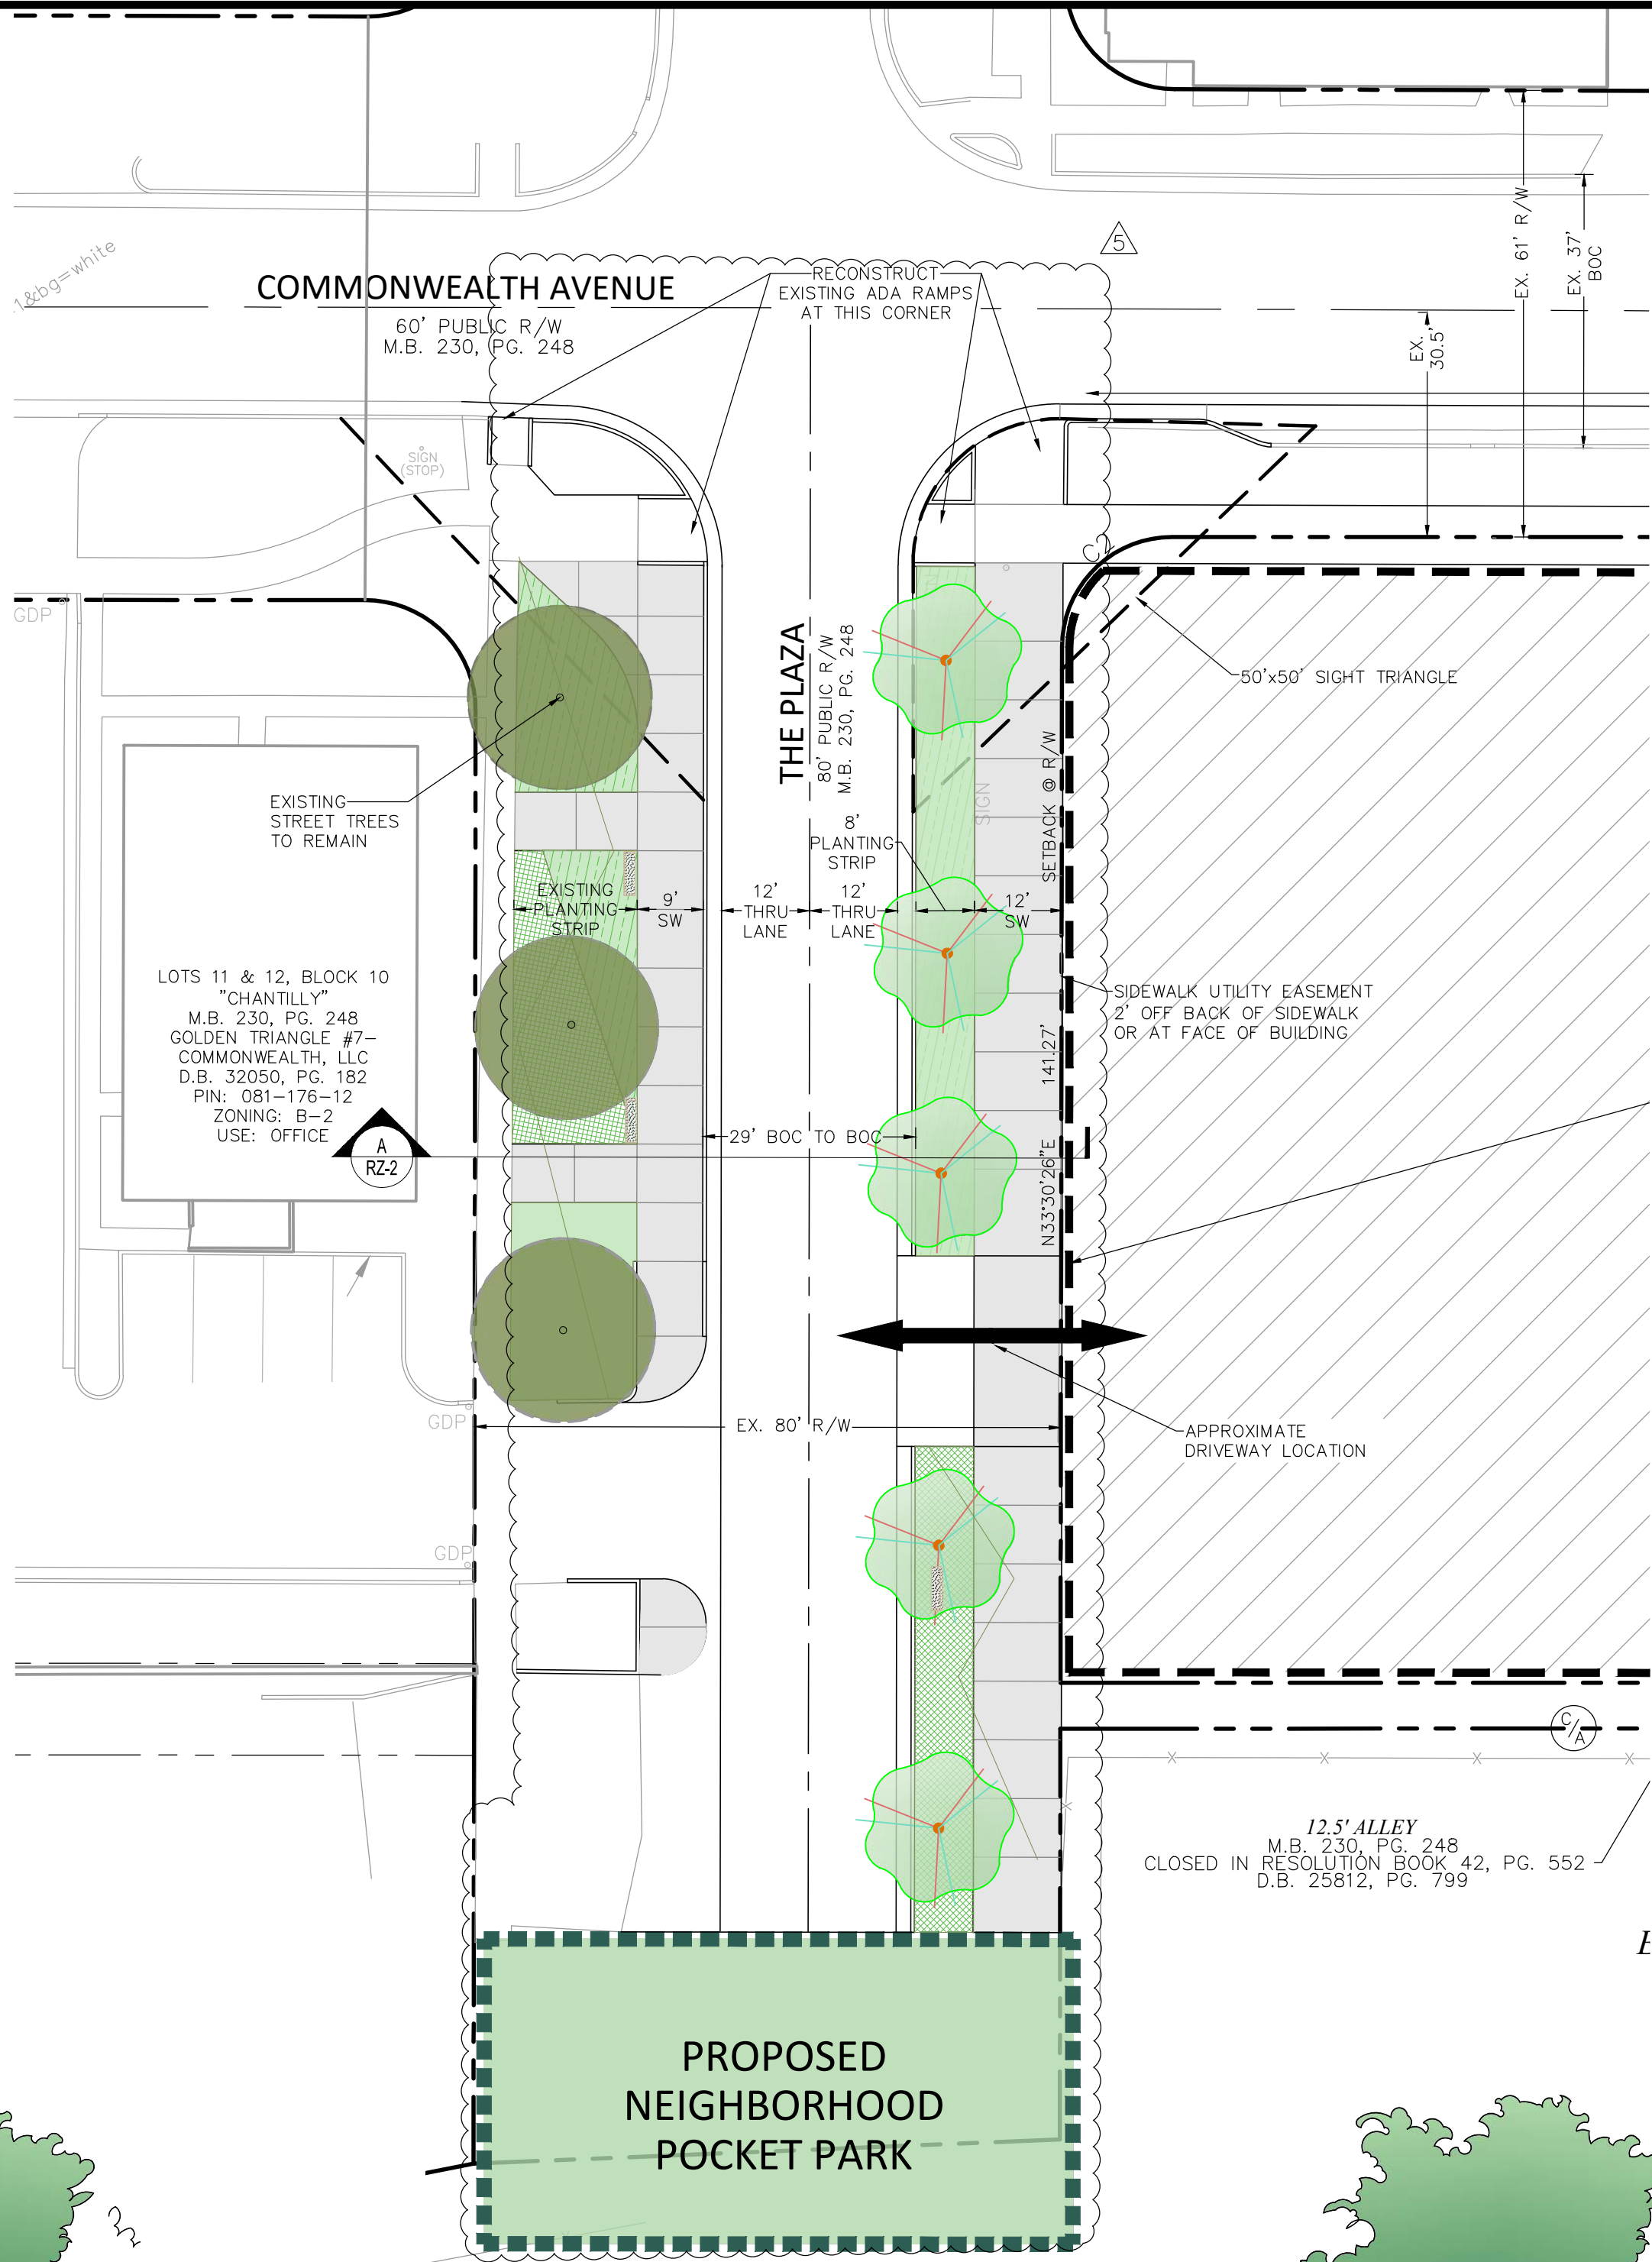 5
1&bg=white
COMMONWEALTH AVENUE
60' PUBLIC R/W
M.B. 230, PG. 248
RECONSTRUCT
EXISTING ADA RAMPS
AT THIS CORNER
EX. 61' R/W
EX. 37'
BOC
EX.
30.5'
SIGN
(STOP)
C2
GDP
THE PLAZA
80' PUBLIC R/W
M.B. 230, PG. 248
50'x50' SIGHT TRIANGLE
EXISTING
STREET TREES
TO REMAIN
SIGN
SETBACK @ R/W
8'
PLANTING
STRIP
EXISTING
PLANTING
STRIP
9'
SW
12'
THRU
LANE
12'
THRU
LANE
12'
SW
LOTS 11 & 12, BLOCK 10
"CHANTILLY"
M.B. 230, PG. 248
GOLDEN TRIANGLE #7-
COMMONWEALTH, LLC
D.B. 32050, PG. 182
PIN: 081-176-12
ZONING: B-2
USE: OFFICE
SIDEWALK UTILITY EASEMENT
2' OFF BACK OF SIDEWALK
OR AT FACE OF BUILDING
141.27'
N33°30'26"E
A
RZ-2
29' BOC TO BOC
GDP
EX. 80' R/W
APPROXIMATE
DRIVEWAY LOCATION
GDP
C/A
12.5' ALLEY
M.B. 230, PG. 248
CLOSED IN RESOLUTION BOOK 42, PG. 552
D.B. 25812, PG. 799
PROPOSED
NEIGHBORHOOD
POCKET PARK